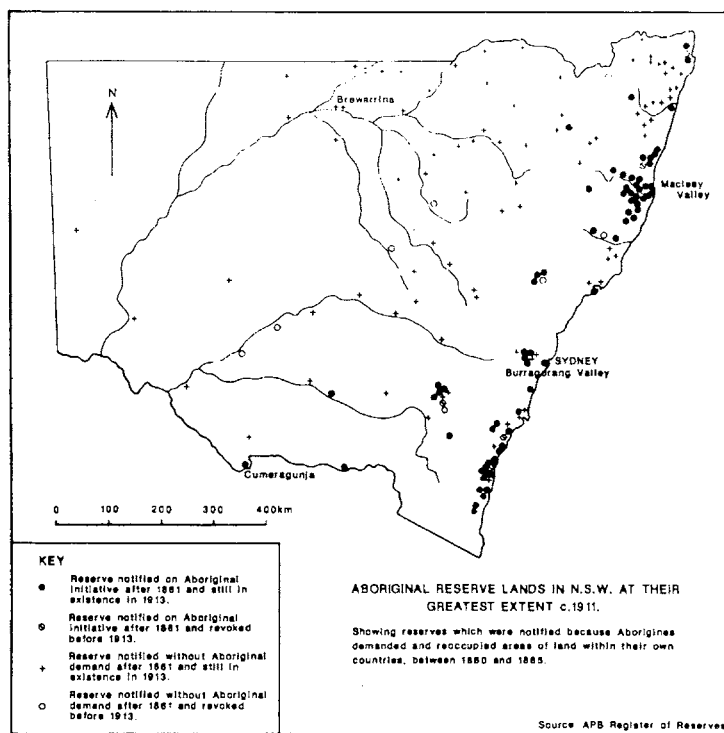 N
Brewarrina
Macleay
Valley
SYDNEY
Burragorang Valley
Cumeragunja
0 100 200 300 400km
KEY
Reserve notified on Aboriginal
initiative after 1861 and still in
existence in 1913.
Reserve notified on Aboriginal
initiative after 1861 and revoked
before 1913.
Reserve notified without Aboriginal
demand after 1861 and still in
existence in 1913.
Reserve notified without Aboriginal
demand after 1861 and revoked
before 1913.
ABORIGINAL RESERVE LANDS IN N.S.W. AT THEIR
GREATEST EXTENT c.1911.
Showing reserves which were notified because Aborigines
demanded and reoccupied areas of land within their own
countries, between 1860 and 1885.
Source APB Register of Reserves